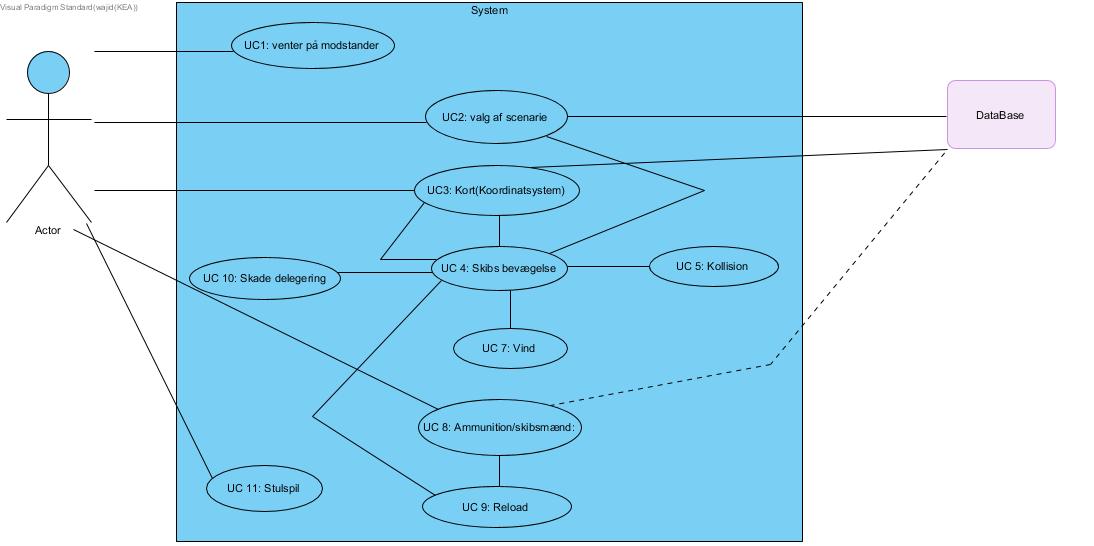 Visual Paradigm Standard(wajid(KEA))
System
UC1: venter på modstander
UC2: valg af scenarie
DataBase
UC3: Kort(Koordinatsystem)
Actor
UC 10: Skade delegering
UC 4: Skibs bevægelse
UC 5: Kollision
UC 7: Vind
UC 8: Ammunition/skibsmænd:
UC 11: Stulspil
UC 9: Reload